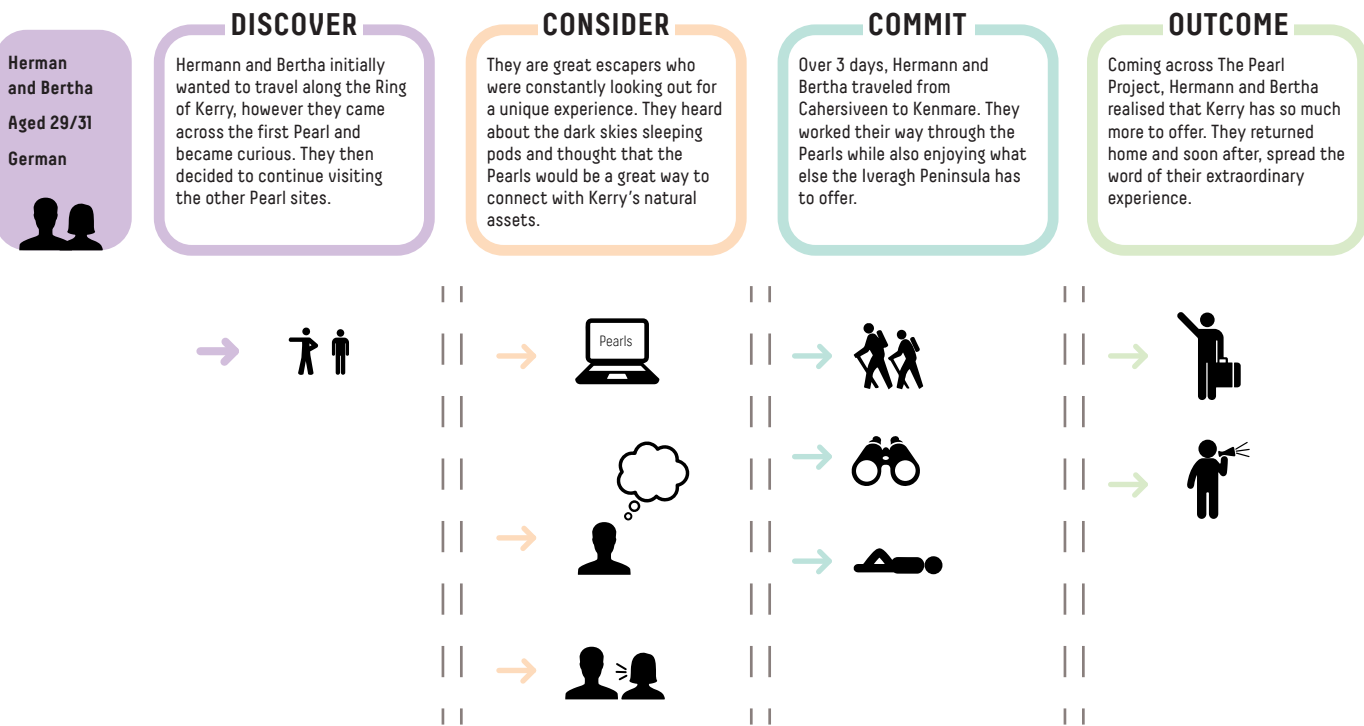 Herman
and Bertha
Aged 29/31
German
DISCOVER
Hermann and Bertha initially
wanted to travel along the Ring
of Kerry, however they came
across the first Pearl and
became curious. They then
decided to continue visiting
the other Pearl sites.
CONSIDER
They are great escapers who
were constantly looking out for
a unique experience. They heard
about the dark skies sleeping
pods and thought that the
Pearls would be a great way to
connect with Kerry's natural
assets.
COMMIT
Over 3 days, Hermann and
Bertha traveled from
Cahersiveen to Kenmare. They
worked their way through the
Pearls while also enjoying what
else the Iveragh Peninsula has
to offer.
OUTCOME
Coming across The Pearl
Project, Hermann and Bertha
realised that Kerry has so much
more to offer. They returned
home and soon after, spread the
word of their extraordinary
experience.
Pearls